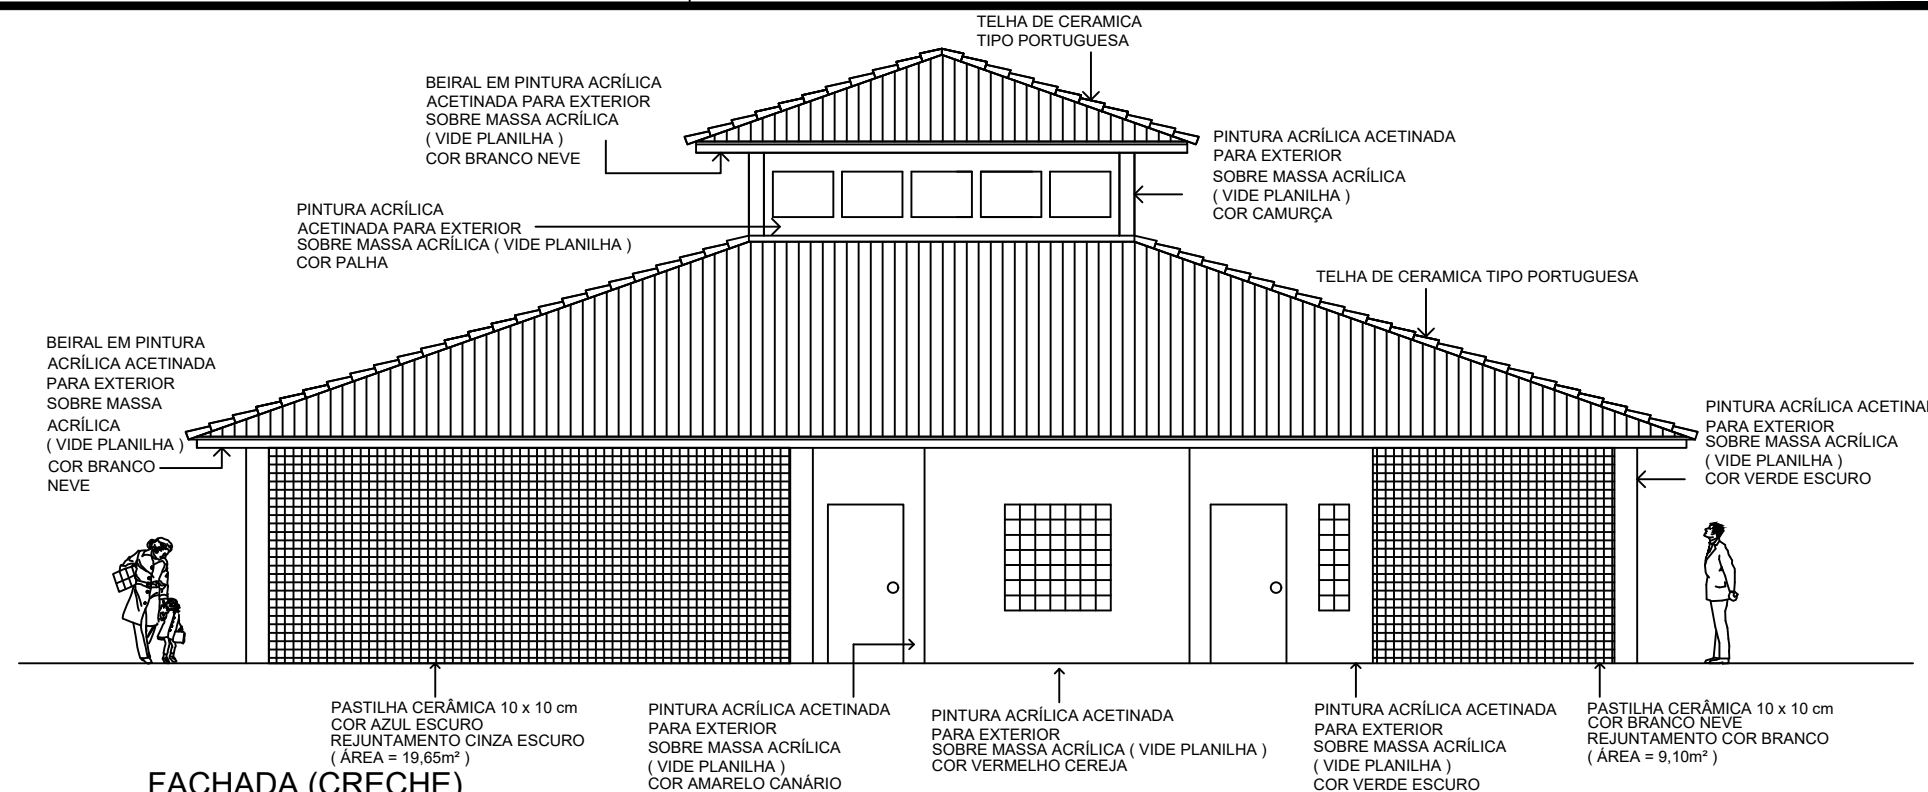 TELHA DE CERAMICA
TIPO PORTUGUESA
BEIRAL EM PINTURA ACRÍLICA
ACETINADA PARA EXTERIOR
SOBRE MASSA ACRÍLICA
( VIDE PLANILHA )
COR BRANCO NEVE
PINTURA ACRÍLICA ACETINADA
PARA EXTERIOR
SOBRE MASSA ACRÍLICA
( VIDE PLANILHA )
COR CAMURÇA
PINTURA ACRÍLICA
ACETINADA PARA EXTERIOR
SOBRE MASSA ACRÍLICA ( VIDE PLANILHA )
COR PALHA
TELHA DE CERAMICA TIPO PORTUGUESA
BEIRAL EM PINTURA
ACRÍLICA ACETINADA
PARA EXTERIOR
SOBRE MASSA
ACRÍLICA
( VIDE PLANILHA )
COR BRANCO
NEVE
PINTURA ACRÍLICA
PARA EXTERIOR
SOBRE MASSA ACRÍLICA
( VIDE PLANILHA )
COR VERDE ESCURO
PASTILHA CERÂMICA 10 x 10 cm
COR AZUL ESCURO
REJUNTAMENTO CINZA ESCURO
( ÁREA = 19,65m² )
PINTURA ACRÍLICA ACETINADA
PARA EXTERIOR
SOBRE MASSA ACRÍLICA
( VIDE PLANILHA )
COR AMARELO CANÁRIO
PINTURA ACRÍLICA ACETINADA
PARA EXTERIOR
SOBRE MASSA ACRÍLICA ( VIDE PLANILHA )
COR VERMELHO CEREJA
PINTURA ACRÍLICA ACETINADA
PARA EXTERIOR
SOBRE MASSA ACRÍLICA
( VIDE PLANILHA )
COR VERDE ESCURO
PASTILHA CERÂMICA 10 x 10 cm
COR BRANCO NEVE
REJUNTAMENTO COR BRANCO
( ÁREA = 9,10m² )
FACHADA (CRECHE)